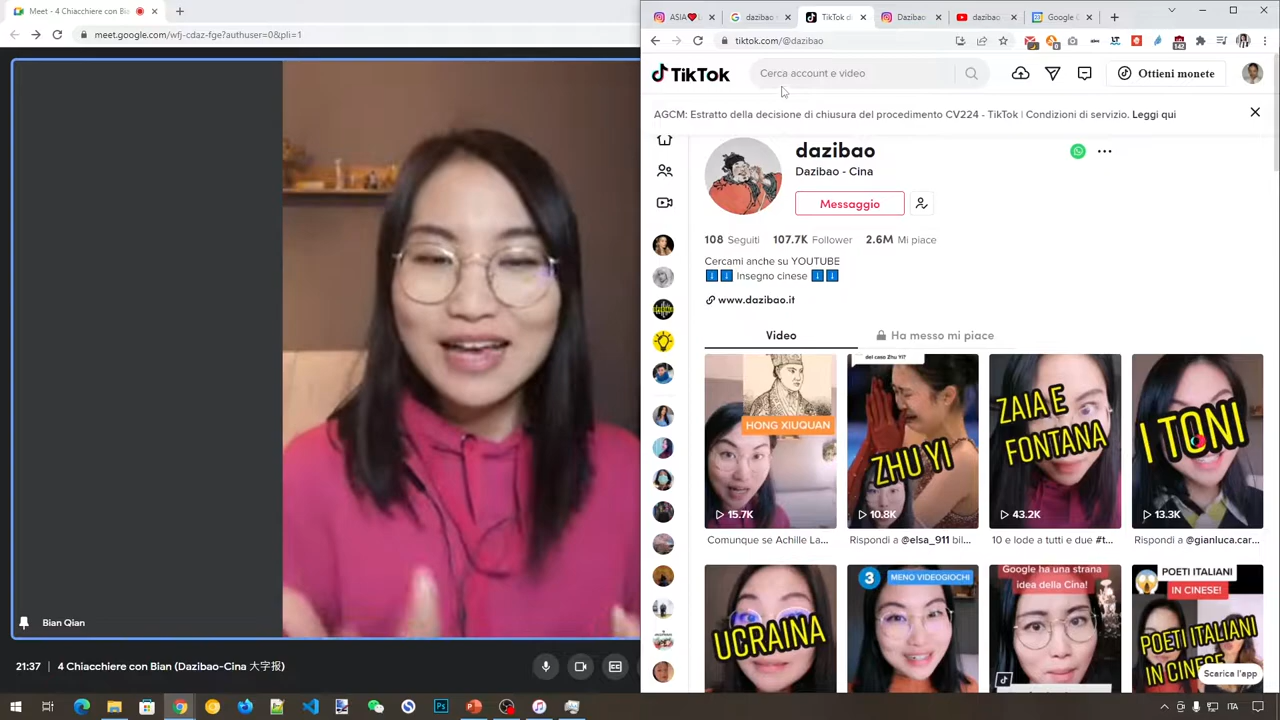 Meet - 4 Chiacchiere con Bian
meet.google.com/wfj-cdaz-fge?authuser=0&pli=1
Bian Qian
21:37 | 4 Chiacchiere con Bian (Dazibao-Cina 大字报)
ASIA❤️
dazibao
TikTok d
Dazibao
dazibao
Google
tiktok.com/@dazibao
142
TikTok
Cerca account e video
Ottieni monete
AGCM: Estratto della decisione di chiusura del procedimento CV224 - TikTok | Condizioni di servizio. Leggi qui
dazibao
Dazibao - Cina
Messaggio
108 Seguiti 107.7K Follower 2.6M Mi piace
Cercami anche su YOUTUBE
⬇️⬇️ Insegno cinese ⬇️⬇️
www.dazibao.it
Video
Ha messo mi piace
HONG XIUQUAN
15.7K
Comunque se Achille La...
del caso Zhu Yi?
ZHU YI
10.8K
Rispondi a @elsa_911 bil...
ZAIA E
FONTANA
43.2K
10 e lode a tutti e due #t...
I TONI
13.3K
Rispondi a @gianluca.car...
UCRAINA
3 MENO VIDEOGIOCHI
Google ha una strana
idea della Cina!
POETI ITALIANI
IN CINESE!
POETI ITALIANI
IN CINESE
Scarica l'app
ITA